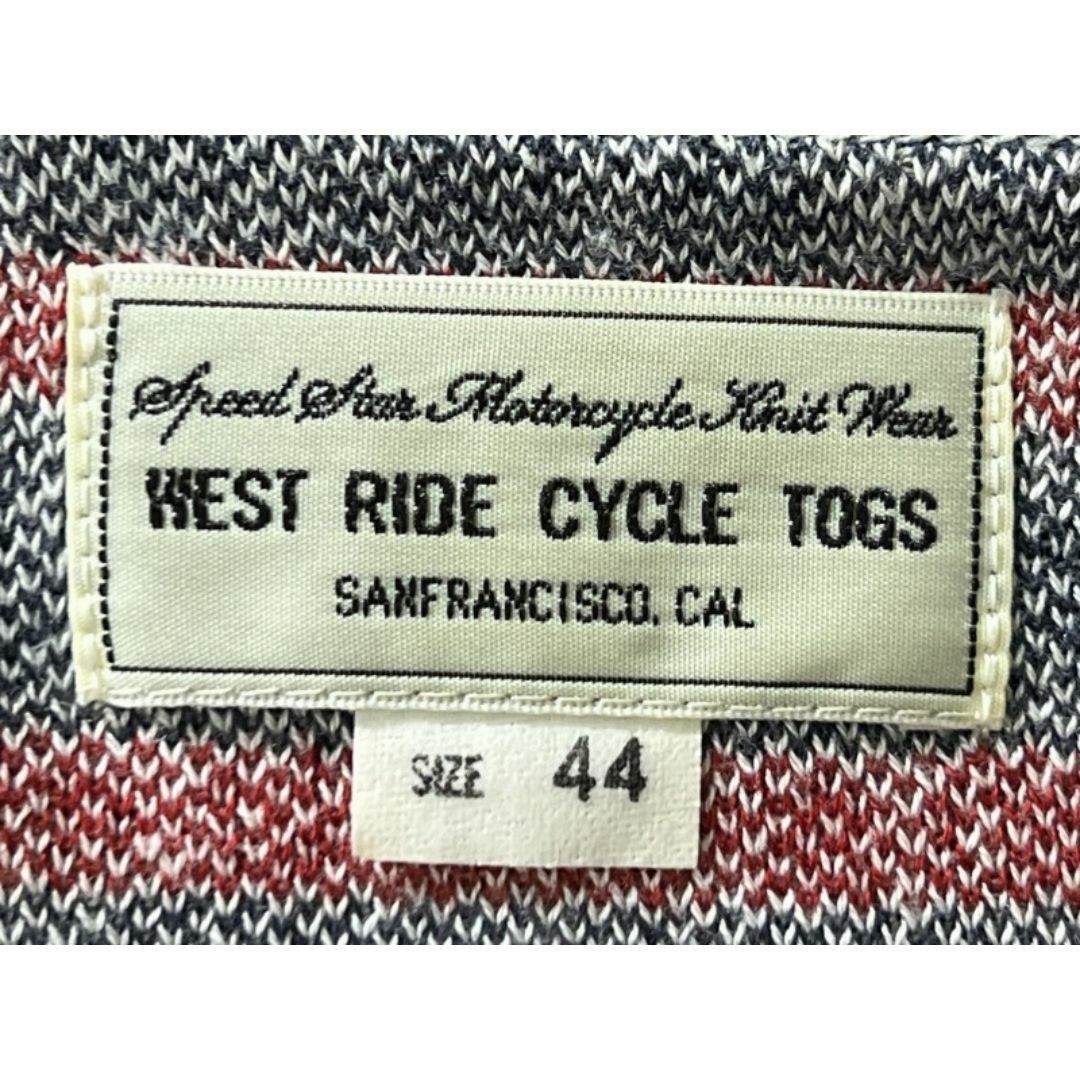 Speed Star Motorcycle Knit Wear
WEST RIDE CYCLE TOGS
SANFRANCISCO. CAL
SIZE 44